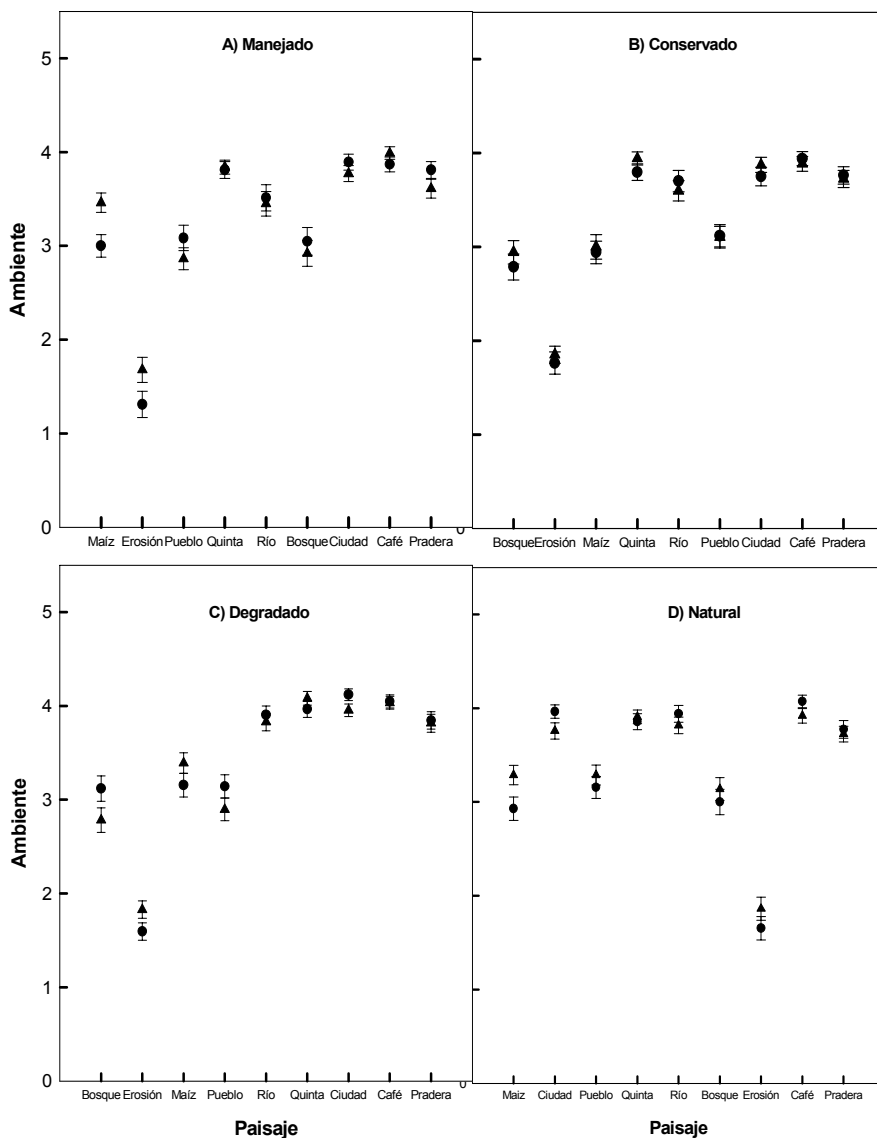 A) Manejado
B) Conservado
5
4
3
2
1
0
Ambiente
Maíz Erosión Pueblo Quinta Río Bosque Ciudad Café Pradera
0
Bosque Erosión Maíz Quinta Río Pueblo Ciudad Café Pradera
C) Degradado
D) Natural
5
4
3
2
1
0
Ambiente
Bosque Erosión Maíz Pueblo Río Quinta Ciudad Café Pradera
0
Maiz Ciudad Pueblo Quinta Río Bosque Erosión Café Pradera
Paisaje
Paisaje